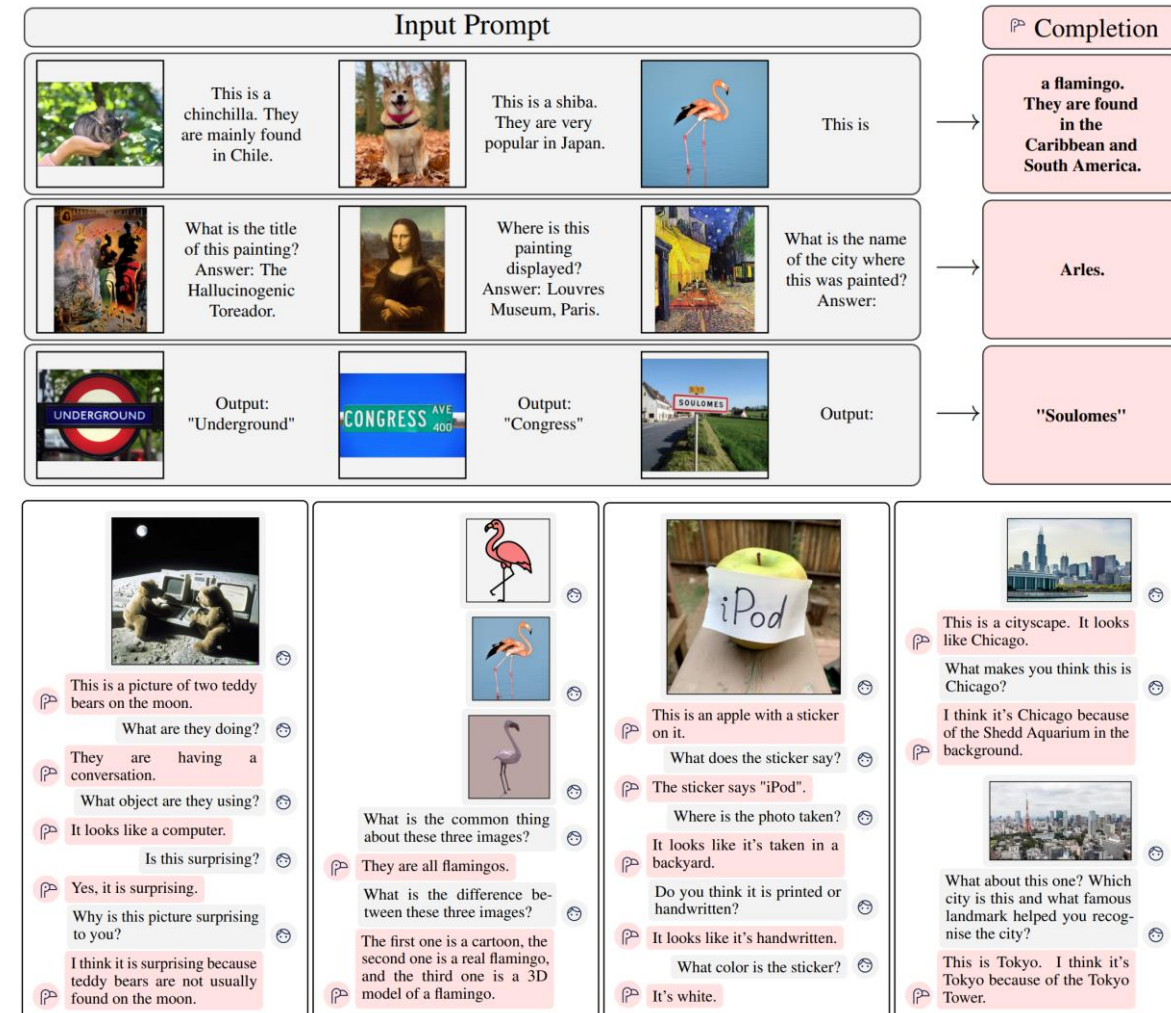 Input Prompt
Completion
This is a
chinchilla. They
are mainly found
in Chile.
This is a shiba.
They are very
popular in Japan.
This is
a flamingo.
They are found
in the
Caribbean and
South America.
What is the title
of this painting?
Answer: The
Hallucinogenic
Toreador.
Where is this
painting
displayed?
Answer: Louvres
Museum, Paris.
What is the name
of the city where
this was painted?
Answer:
Arles.
UNDERGROUND
Output:
"Underground"
CONGRESS AVE
400
Output:
"Congress"
SOULOMES
Output:
"Soulomes"
This is a picture of two teddy
bears on the moon.
What are they doing?
They are having a
conversation.
What object are they using?
It looks like a computer.
Is this surprising?
Yes, it is surprising.
Why is this picture surprising
to you?
I think it is surprising because
teddy bears are not usually
found on the moon.
What is the common thing
about these three images?
They are all flamingos.
What is the difference be-
tween these three images?
The first one is a cartoon, the
second one is a real flamingo,
and the third one is a 3D
model of a flamingo.
iPod
This is an apple with a sticker
on it.
What does the sticker say?
The sticker says "iPod".
Where is the photo taken?
It looks like it's taken in a
backyard.
Do you think it is printed or
handwritten?
It looks like it's handwritten.
What color is the sticker?
It's white.
This is a cityscape. It looks
like Chicago.
What makes you think this is
Chicago?
I think it's Chicago because
of the Shedd Aquarium in the
background.
What about this one? Which
city is this and what famous
landmark helped you recog-
nise the city?
This is Tokyo. I think it's
Tokyo because of the Tokyo
Tower.